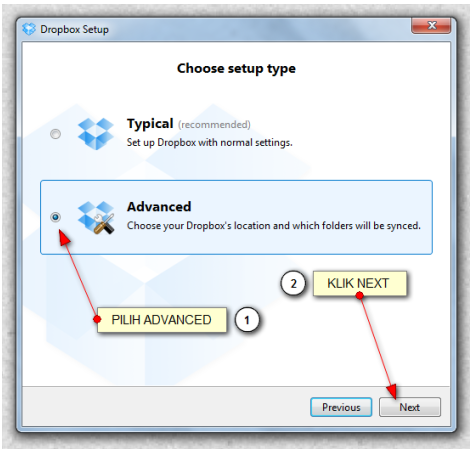 Dropbox Setup
Choose setup type
Typical (recommended)
Set up Dropbox with normal settings.
Advanced
Choose your Dropbox's location and which folders will be synced.
2 KLIK NEXT
PILIH ADVANCED 1
Previous Next